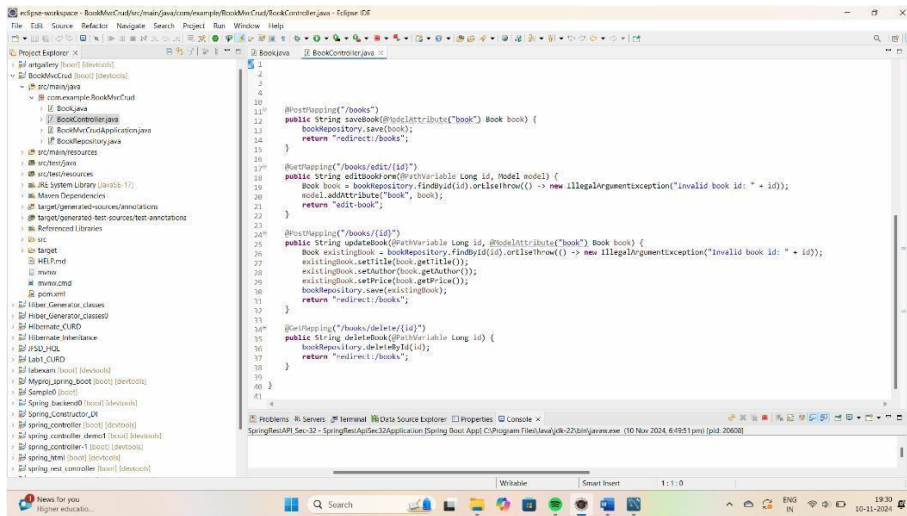 eclipse-workspace - BookMvcCrud/src/main/java/com/example/BookMvcCrud/BookController.java - Eclipse IDE
File Edit Source Refactor Navigate Search Project Run Window Help
Project Explorer
artgallery [boot] [devtools]
BookMvcCrud [boot] [devtools]
src/main/java
com.example.BookMvcCrud
Book.java
BookController.java
BookMvcCrudApplication.java
BookRepository.java
src/main/resources
src/test/java
src/test/resources
JRE System Library [JavaSE-17]
Maven Dependencies
target/generated-sources/annotations
target/generated-test-sources/test-annotations
Referenced Libraries
src
target
HELP.md
mvnw
mvnw.cmd
pom.xml
Hiber_Generator_classes
Hiber_Generator_classes0
Hibernate_CURD
Hibernate_Inheritance
JFSD_HQL
Lab1_CURD
labexam [boot] [devtools]
Myproj_spring_boot [boot] [devtools]
Sample0 [boot]
Spring_backend0 [boot] [devtools]
Spring_Constructor_DI
spring_controller [boot] [devtools]
spring_controller_demo1 [boot] [devtools]
spring_controller-1 [boot] [devtools]
spring_html [boot] [devtools]
spring_rest_controller [boot] [devtools]
Book.java BookController.java
1
2
3
4
10
11 @PostMapping("/books")
12 public String saveBook(@ModelAttribute("book") Book book) {
13 bookRepository.save(book);
14 return "redirect:/books";
15 }
16
17 @GetMapping("/books/edit/{id}")
18 public String editBookForm(@PathVariable Long id, Model model) {
19 Book book = bookRepository.findById(id).orElseThrow(() -> new IllegalArgumentException("Invalid book id: " + id));
20 model.addAttribute("book", book);
21 return "edit-book";
22 }
23
24 @PostMapping("/books/{id}")
25 public String updateBook(@PathVariable Long id, @ModelAttribute("book") Book book) {
26 Book existingBook = bookRepository.findById(id).orElseThrow(() -> new IllegalArgumentException("Invalid book id: " + id));
27 existingBook.setTitle(book.getTitle());
28 existingBook.setAuthor(book.getAuthor());
29 existingBook.setPrice(book.getPrice());
30 bookRepository.save(existingBook);
31 return "redirect:/books";
32 }
33
34 @GetMapping("/books/delete/{id}")
35 public String deleteBook(@PathVariable Long id) {
36 bookRepository.deleteById(id);
37 return "redirect:/books";
38 }
39
40 }
41
Problems Servers Terminal Data Source Explorer Properties Console
SpringRestAPI_Sec-32 - SpringRestApiSec32Application [Spring Boot App] C:\Program Files\Java\jdk-22\bin\javaw.exe (10 Nov 2024, 6:49:51 pm) [pid: 20608]
Writable Smart Insert 1 : 1 : 0
1
News for you
Higher educatio...
Search
ENG
IN
19:30
10-11-2024